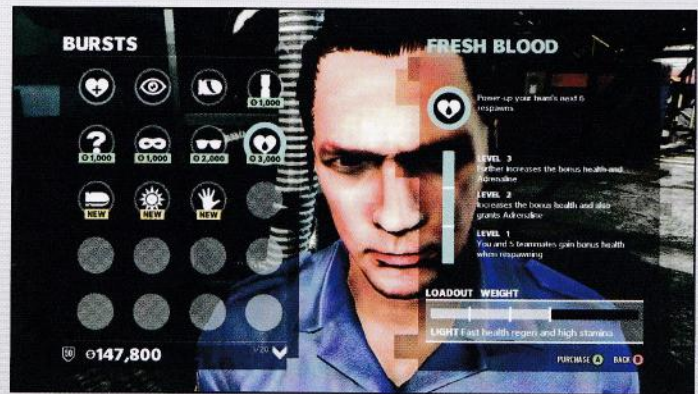 BURSTS
1,000
1,000
1,000
2,000
3,000
NEW
NEW
NEW
50
147,800
1/20
FRESH BLOOD
Power-up your team's next 6
respawns.
LEVEL 3
Further increases the bonus health and
Adrenaline
LEVEL 2
Increases the bonus health and also
grants Adrenaline
LEVEL 1
You and 5 teammates gain bonus health
when respawning
LOADOUT WEIGHT
LIGHT Fast health regen and high stamina
PURCHASE A BACK B